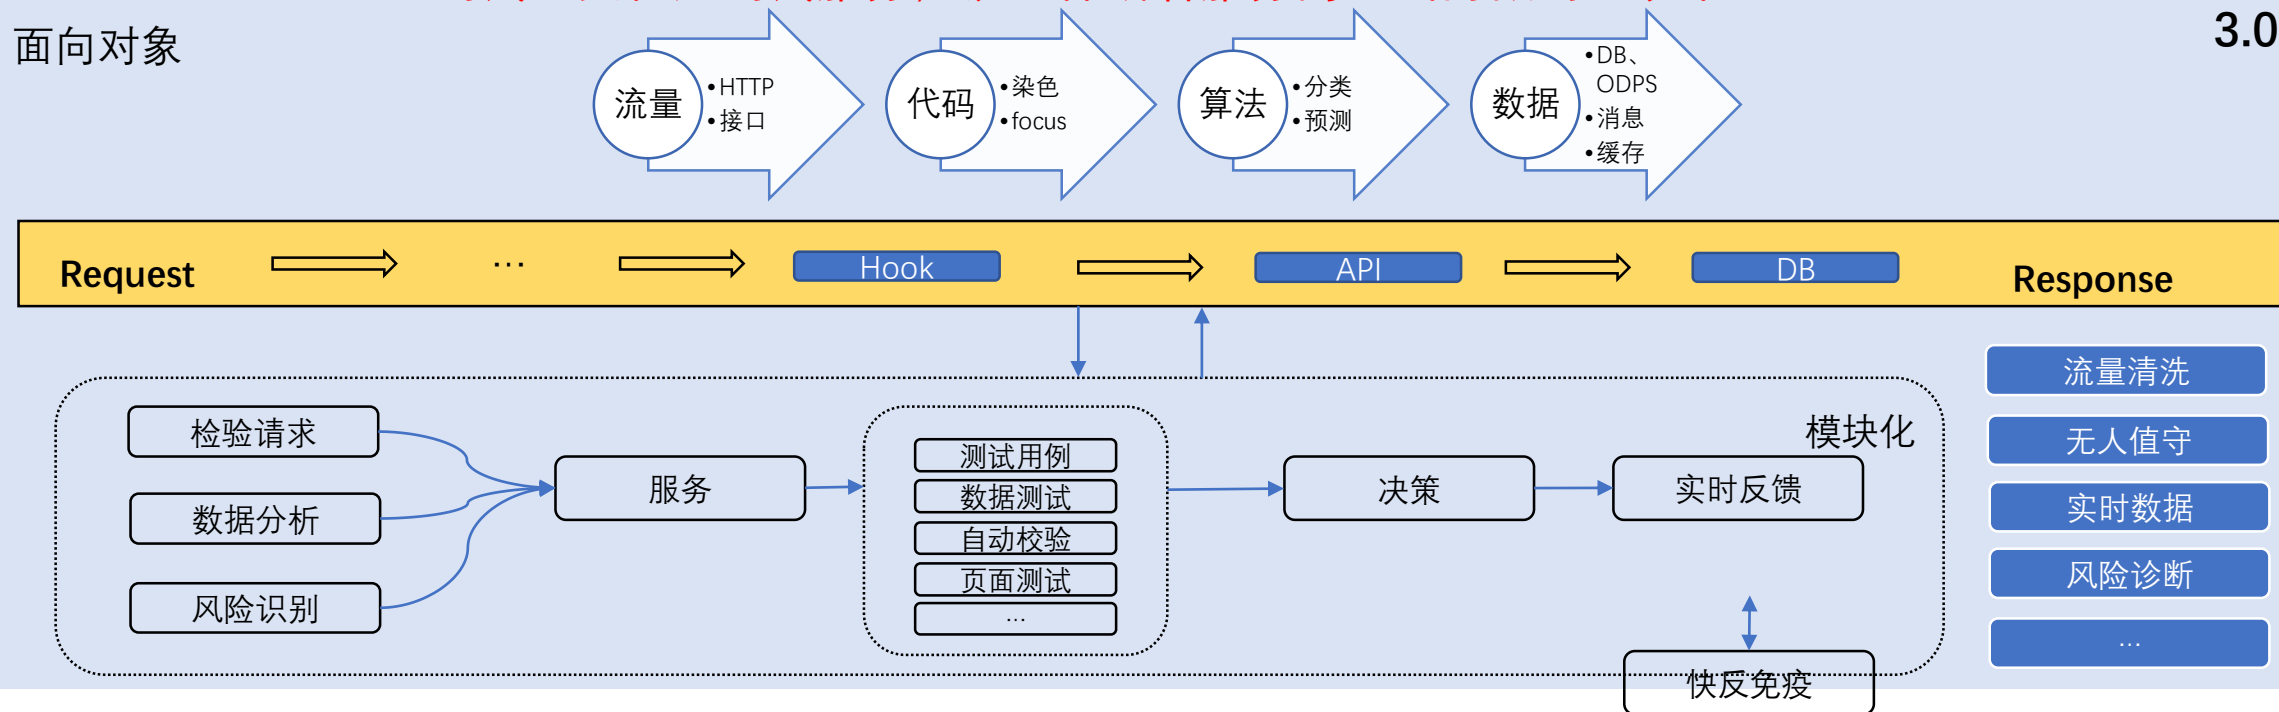 面向对象
3.0
流量
•HTTP
•接口
代码
•染色
•focus
算法
•分类
•预测
数据
•DB、
ODPS
•消息
•缓存
Request
...
Hook
API
DB
Response
检验请求
数据分析
风险识别
服务
测试用例
数据测试
自动校验
页面测试
...
决策
模块化
实时反馈
快反免疫
流量清洗
无人值守
实时数据
风险诊断
...